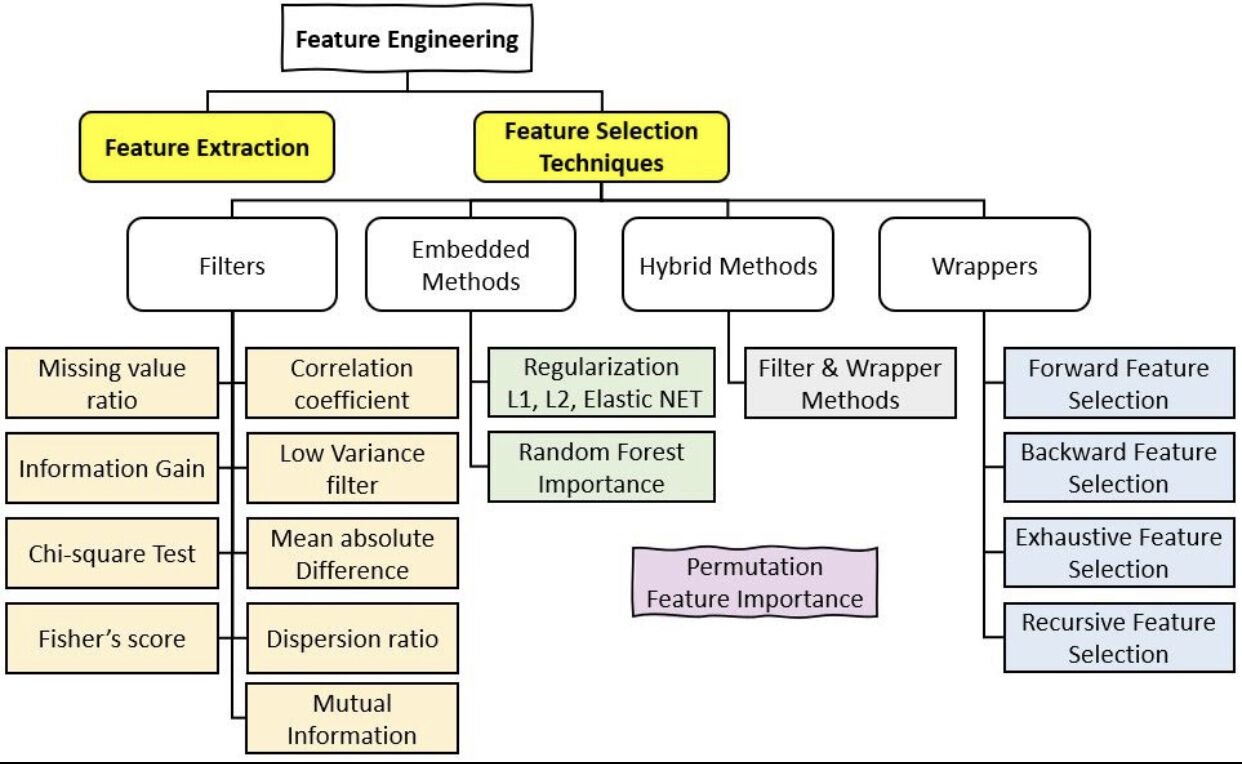 Feature Engineering
Feature Extraction
Feature Selection
Techniques
Filters
Embedded
Methods
Hybrid Methods
Wrappers
Missing value
ratio
Correlation
coefficient
Information Gain
Low Variance
filter
Chi-square Test
Mean absolute
Difference
Fisher's score
Dispersion ratio
Mutual
Information
Regularization
L1, L2, Elastic NET
Random Forest
Importance
Filter & Wrapper
Methods
Permutation
Feature Importance
Forward Feature
Selection
Backward Feature
Selection
Exhaustive Feature
Selection
Recursive Feature
Selection